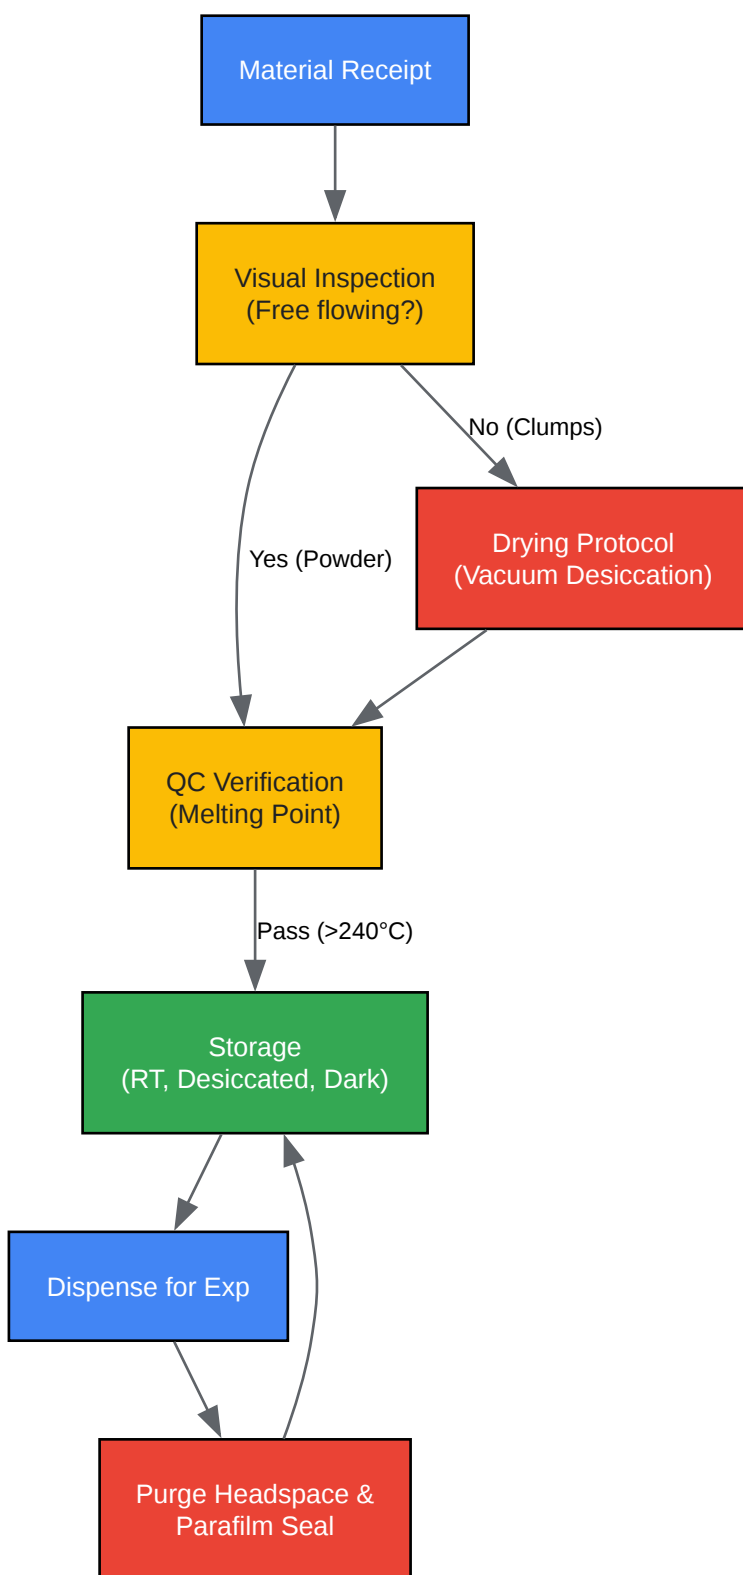 Material Receipt
Visual Inspection
(Free flowing?)
No (Clumps)
Drying Protocol
(Vacuum Desiccation)
Yes (Powder)
QC Verification
(Melting Point)
Pass (>240°C)
Storage
(RT, Desiccated, Dark)
Dispense for Exp
Purge Headspace &
Parafilm Seal